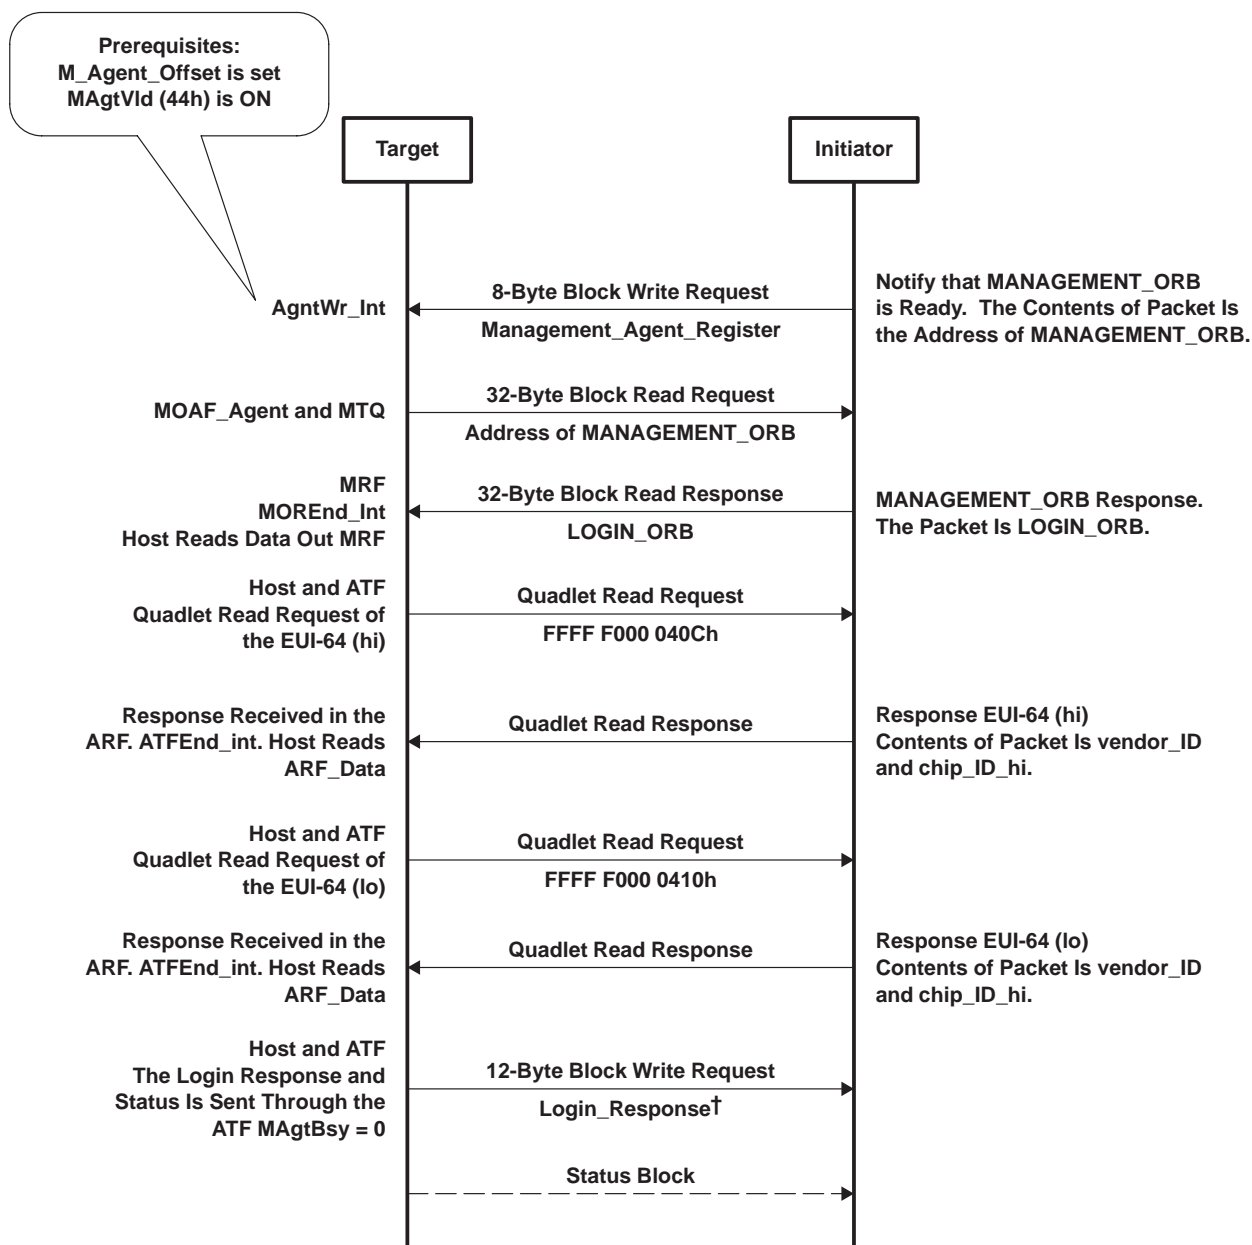 Prerequisites:
M_Agent_Offset is set
MAgtVld (44h) is ON
Target
Initiator
AgntWr_Int
8-Byte Block Write Request
Management_Agent_Register
Notify that MANAGEMENT_ORB
is Ready. The Contents of Packet Is
the Address of MANAGEMENT_ORB.
MOAF_Agent and MTQ
32-Byte Block Read Request
Address of MANAGEMENT_ORB
MRF
MOREnd_Int
Host Reads Data Out MRF
32-Byte Block Read Response
LOGIN_ORB
MANAGEMENT_ORB Response.
The Packet Is LOGIN_ORB.
Host and ATF
Quadlet Read Request of
the EUI-64 (hi)
Quadlet Read Request
FFFF F000 040Ch
Response Received in the
ARF. ATFEnd_int. Host Reads
ARF_Data
Quadlet Read Response
Response EUI-64 (hi)
Contents of Packet Is vendor_ID
and chip_ID_hi.
Host and ATF
Quadlet Read Request of
the EUI-64 (lo)
Quadlet Read Request
FFFF F000 0410h
Response Received in the
ARF. ATFEnd_int. Host Reads
ARF_Data
Quadlet Read Response
Response EUI-64 (lo)
Contents of Packet Is vendor_ID
and chip_ID_hi.
Host and ATF
The Login Response and
Status Is Sent Through the
ATF MAgtBsy = 0
12-Byte Block Write Request
Login_Response†
Status Block